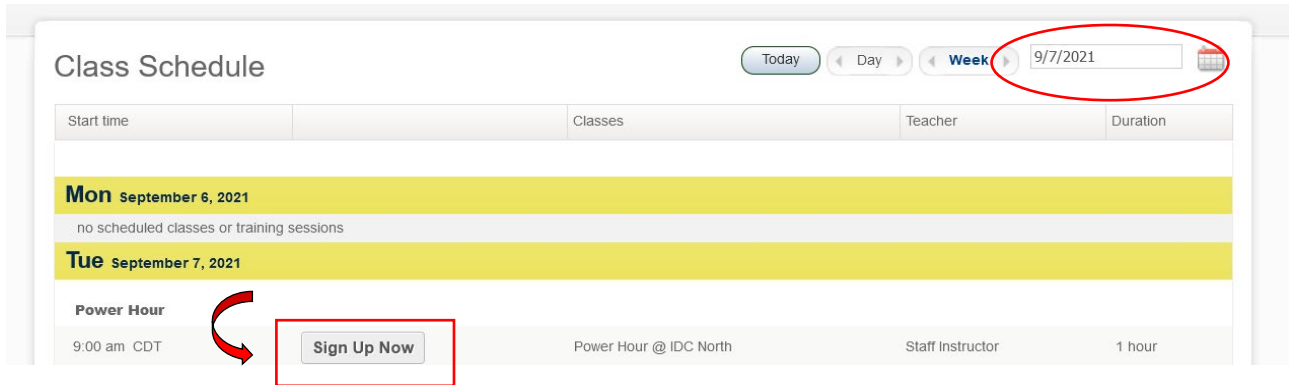 Class Schedule Today Day Week 9/7/2021
Start time Classes Teacher Duration
Mon September 6, 2021
no scheduled classes or training sessions
Tue September 7, 2021
Power Hour
9:00 am CDT Sign Up Now Power Hour @ IDC North Staff Instructor 1 hour